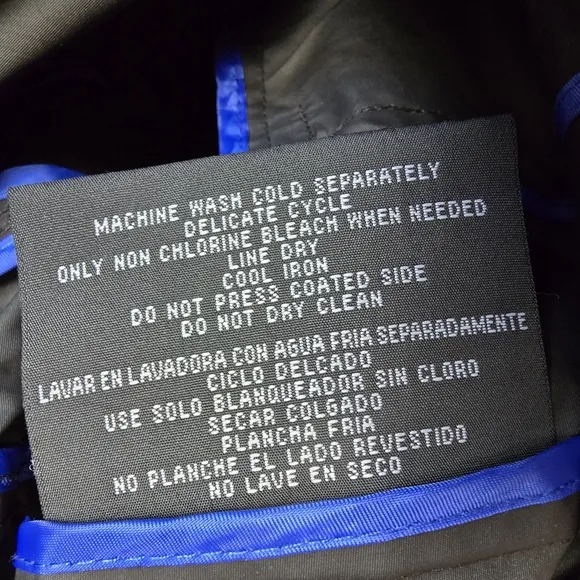 MACHINE WASH COLD SEPARATELY
DELICATE CYCLE
ONLY NON CHLORINE BLEACH WHEN NEEDED
LINE DRY
COOL IRON
DO NOT PRESS COATED SIDE
DO NOT DRY CLEAN
LAVAR EN LAVADORA CON AGUA FRIA SEPARADAMENTE
CICLO DELCADO
USE SOLO BLANQUEADOR SIN CLORO
SECAR COLGADO
PLANCHA FRIA
NO PLANCHE EL LADO REVESTIDO
NO LAVE EN SECO